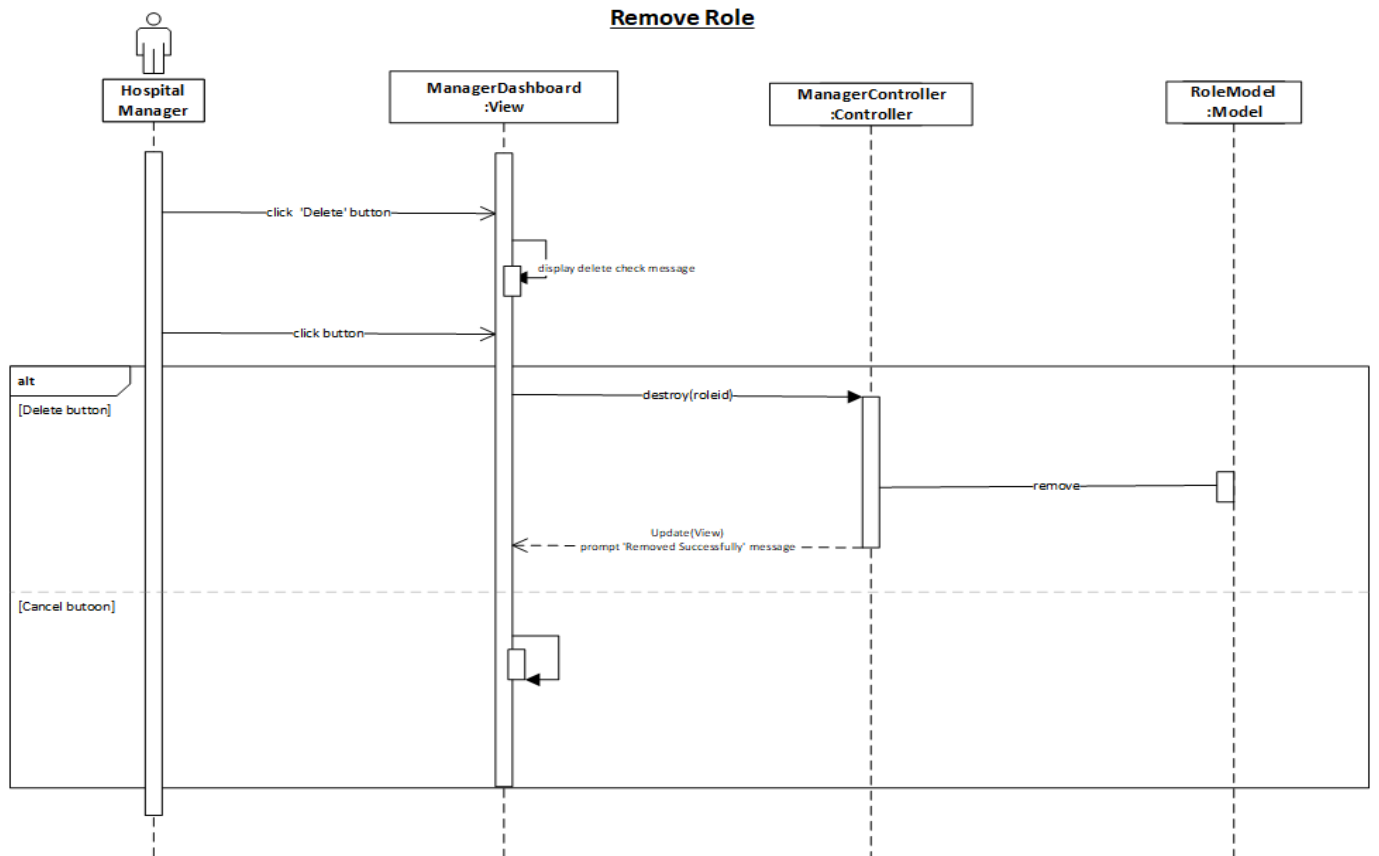 Remove Role
Hospital
Manager
ManagerDashboard
:View
ManagerController
:Controller
RoleModel
:Model
click 'Delete' button
display delete check message
click button
alt
[Delete button]
destroy(roleid)
remove
Update(View)
prompt 'Removed Successfully' message
[Cancel butoon]